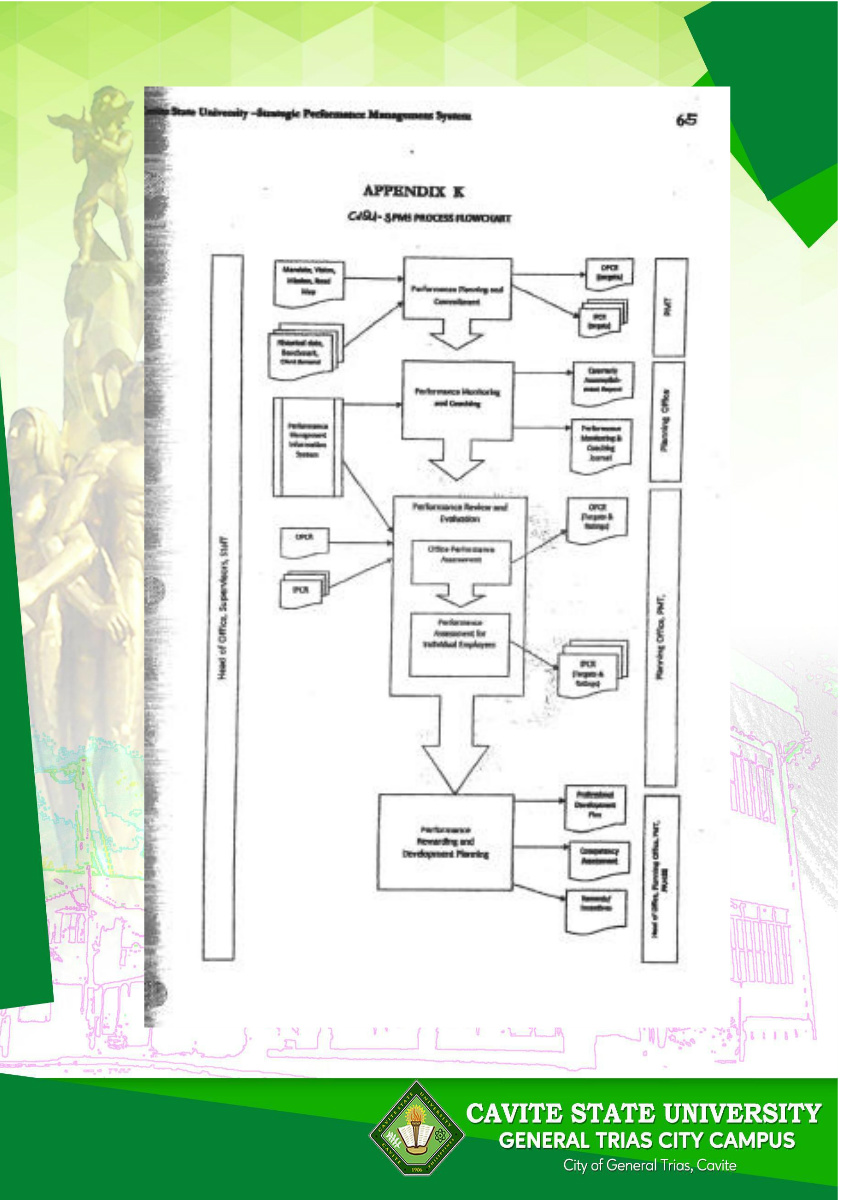 State University –Strategic Performance Management System
65
APPENDIX K
CvSU - SPMS PROCESS FLOWCHART
Head of Office, Supervisors, Staff
Mandate, Vision,
Mission, Road
Map
Historical data,
Benchmark,
Client demand
Performance Planning and
Commitment
OPCR
(targets)
IPCR
(targets)
PMT
Performance
Management
Information
System
Performance Monitoring
and Coaching
Quarterly
Accomplish-
ment Report
Performance
Monitoring &
Coaching
Journal
Planning Office
OPCR
IPCR
Performance Review and
Evaluation
Office Performance
Assessment
Performance
Assessment for
Individual Employees
OPCR
(Targets &
Ratings)
IPCR
(Targets &
Ratings)
Planning Office, PMT,
Performance
Rewarding and
Development Planning
Professional
Development
Plan
Competency
Assessment
Rewards/
Incentives
Head of Office, Planning Office, PMT,
CAVITE STATE UNIVERSITY
GENERAL TRIAS CITY CAMPUS
City of General Trias, Cavite
1906